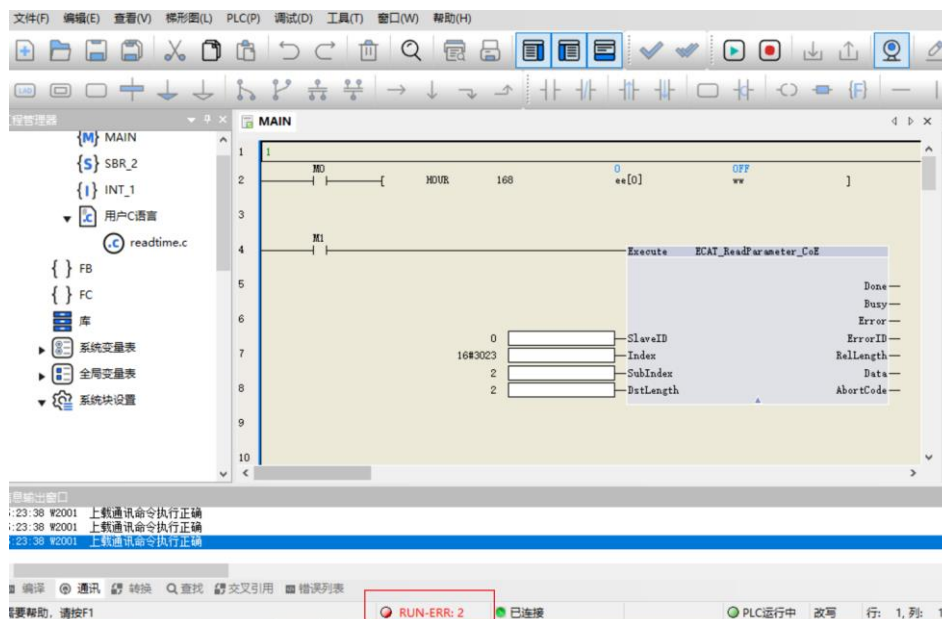 文件(F) 编辑(E) 查看(V) 梯形图(L) PLC(P) 调试(D) 工具(T) 窗口(W) 帮助(H)
LAD {F}
工程管理器
MAIN
{M} MAIN
{S} SBR_2
{I} INT_1
用户C语言
.C readtime.c
{ } FB
{ } FC
库
系统变量表
全局变量表
系统块设置
1 1
M0 0 OFF
2 [ HOUR 168 ee[0] ww ]
3
M1
4 Execute ECAT_ReadParameter_CoE
5 Done
Busy
6 Error
0 SlaveID ErrorID
7 16#3023 Index RelLength
2 SubIndex Data
8 2 DstLength AbortCode
9
10
信息输出窗口
:23:38 W2001 上载通讯命令执行正确
:23:38 W2001 上载通讯命令执行正确
:23:38 W2001 上载通讯命令执行正确
编译 通讯 转换 查找 交叉引用 错误列表
需要帮助, 请按F1 RUN-ERR: 2 已连接 PLC运行中 改写 行: 1, 列: 1